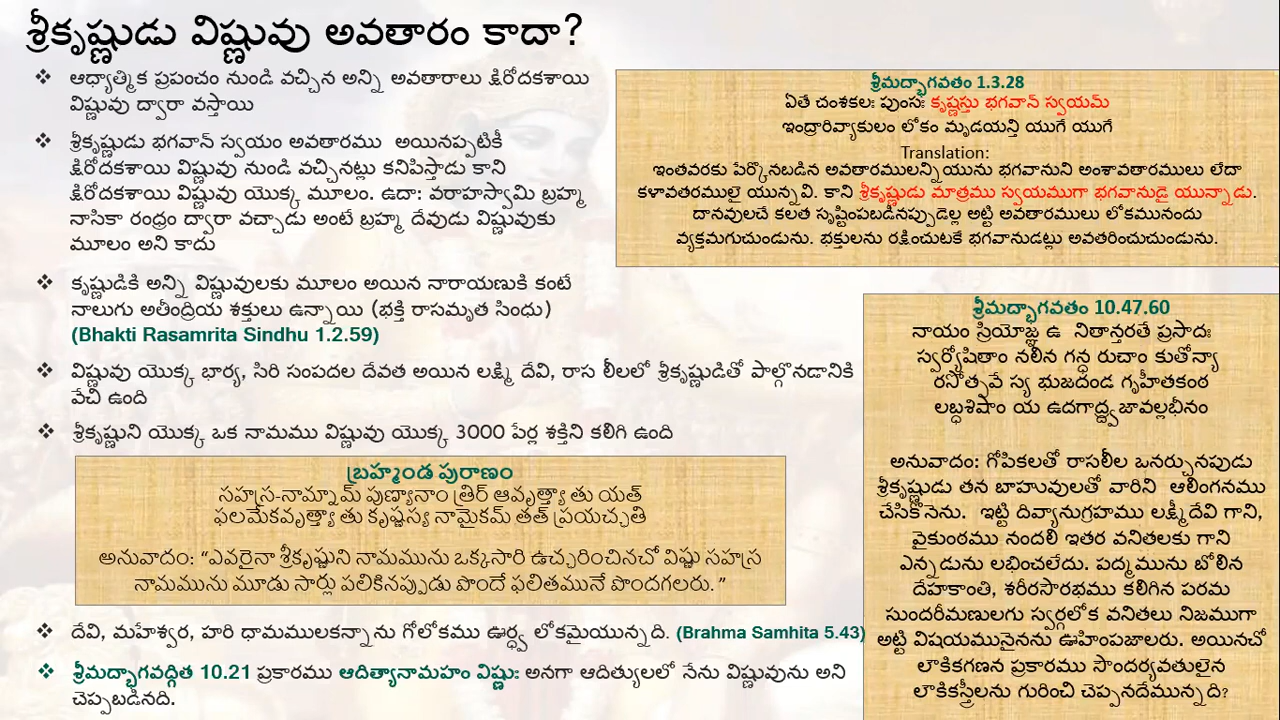 శ్రీకృష్ణుడు విష్ణువు అవతారం కాదా?
❖ ఆధ్యాత్మిక ప్రపంచం నుండి వచ్చిన అన్ని అవతారాలు క్షీరోదకశాయి
విష్ణువు ద్వారా వస్తాయి
❖ శ్రీకృష్ణుడు భగవాన్ స్వయం అవతారము అయినప్పటికీ
క్షీరోదకశాయి విష్ణువు నుండి వచ్చినట్లు కనిపిస్తాడు కాని
క్షీరోదకశాయి విష్ణువు యొక్క మూలం. ఉదా: వరాహస్వామి బ్రహ్మ
నాసికా రంధ్రం ద్వారా వచ్చాడు అంటే బ్రహ్మ దేవుడు విష్ణువుకు
మూలం అని కాదు
❖ కృష్ణుడికి అన్ని విష్ణువులకు మూలం అయిన నారాయణుకి కంటే
నాలుగు అతీంద్రియ శక్తులు ఉన్నాయి (భక్తి రాసమృత సింధు)
(Bhakti Rasamrita Sindhu 1.2.59)
❖ విష్ణువు యొక్క భార్య, సిరి సంపదల దేవత అయిన లక్ష్మి దేవి, రాస లీలలో శ్రీకృష్ణుడితో పాల్గొనడానికి
వేచి ఉంది
❖ శ్రీకృష్ణుని యొక్క ఒక నామము విష్ణువు యొక్క 3000 పేర్ల శక్తిని కలిగి ఉంది
బ్రహ్మాండ పురాణం
సహస్ర-నామ్నామ్ పుణ్యానాం త్రిర్ ఆవృత్త్యా తు యత్
ఫలమేకవృత్త్యా తు కృష్ణస్య నామైకమ్ తత్ ప్రయచ్ఛతి
అనువాదం: “ఎవరైనా శ్రీకృష్ణుని నామమును ఒక్కసారి ఉచ్చరించినచో విష్ణు సహస్ర
నామమును మూడు సార్లు పలికినప్పుడు పొందే ఫలితమునే పొందగలరు.”
❖ దేవి, మహేశ్వర, హరి ధామములకన్నాను గోలోకము ఊర్ధ్వ లోకమైయున్నది. (Brahma Samhita 5.43)
❖ శ్రీమద్భాగవద్గీత 10.21 ప్రకారము ఆదిత్యానామహం విష్ణుః అనగా ఆదిత్యులలో నేను విష్ణువును అని
చెప్పబడినది.
శ్రీమద్భాగవతం 1.3.28
ఏతే చంశకలః పుంసః కృష్ణస్తు భగవాన్ స్వయమ్
ఇంద్రారివ్యాకులం లోకం మృడయన్తి యుగే యుగే
Translation:
ఇంతవరకు పేర్కొనబడిన అవతారములన్నియును భగవానుని అంశావతారములు లేదా
కళావతరములై యున్నవి. కాని శ్రీకృష్ణుడు మాత్రము స్వయముగా భగవానుడై యున్నాడు.
దానవులచే కలత సృష్టింపబడినప్పుడెల్ల అట్టి అవతారములు లోకమునందు
వ్యక్తమగుచుండును. భక్తులను రక్షించుటకే భగవానుడట్లు అవతరించుచుండును.
శ్రీమద్భాగవతం 10.47.60
నాయం స్రియోఙ్గ ఉ నితాన్తరతే ప్రసాదః
స్వర్యోషితాం నలిన గన్ధ రుచాం కుతోన్యా
రసోత్సవే స్య భుజదండ గృహీతకంఠ
లబ్ధశిషాం య ఉదగాద్వ్రజావల్లభీనం
అనువాదం: గోపికలతో రాసలీల ఒనర్చునపుడు
శ్రీకృష్ణుడు తన బాహువులతో వారిని ఆలింగనము
చేసికొనెను. ఇట్టి దివ్యానుగ్రహము లక్ష్మీదేవి గాని,
వైకుంఠము నందలి ఇతర వనితలకు గాని
ఎన్నడును లభించలేదు. పద్మమును బోలిన
దేహకాంతి, శరీరసారభము కలిగిన పరమ
సుందరీమణులగు స్వర్గలోక వనితలు నిజముగా
అట్టి విషయమునైనను ఊహింపజాలరు. అయినచో
లౌకికగణన ప్రకారము సౌందర్యవతులైన
లౌకికస్త్రీలను గురించి చెప్పనదేమున్నది?